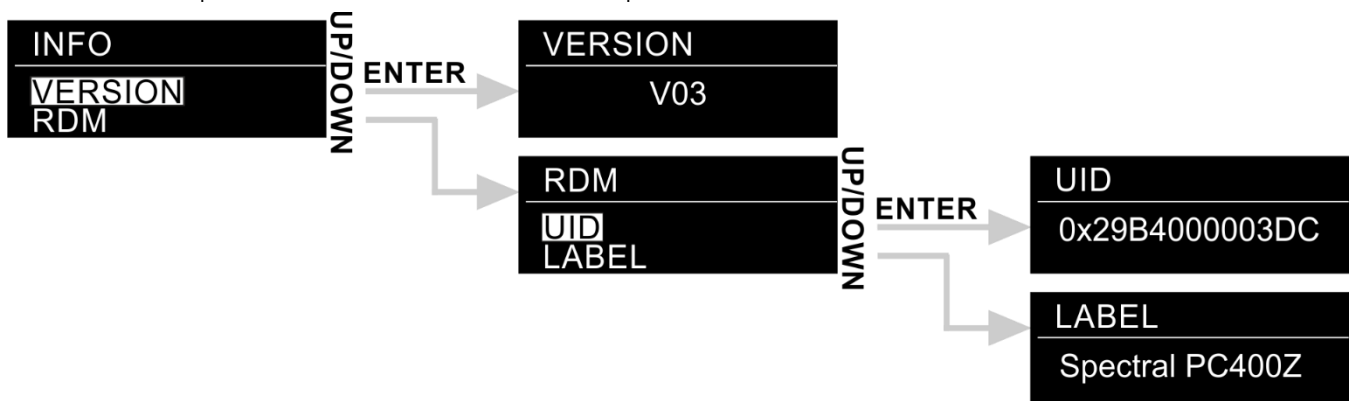 INFO
VERSION
RDM
UP/DOWN
ENTER
VERSION
V03
RDM
UID
LABEL
UP/DOWN
ENTER
UID
0x29B4000003DC
LABEL
Spectral PC400Z